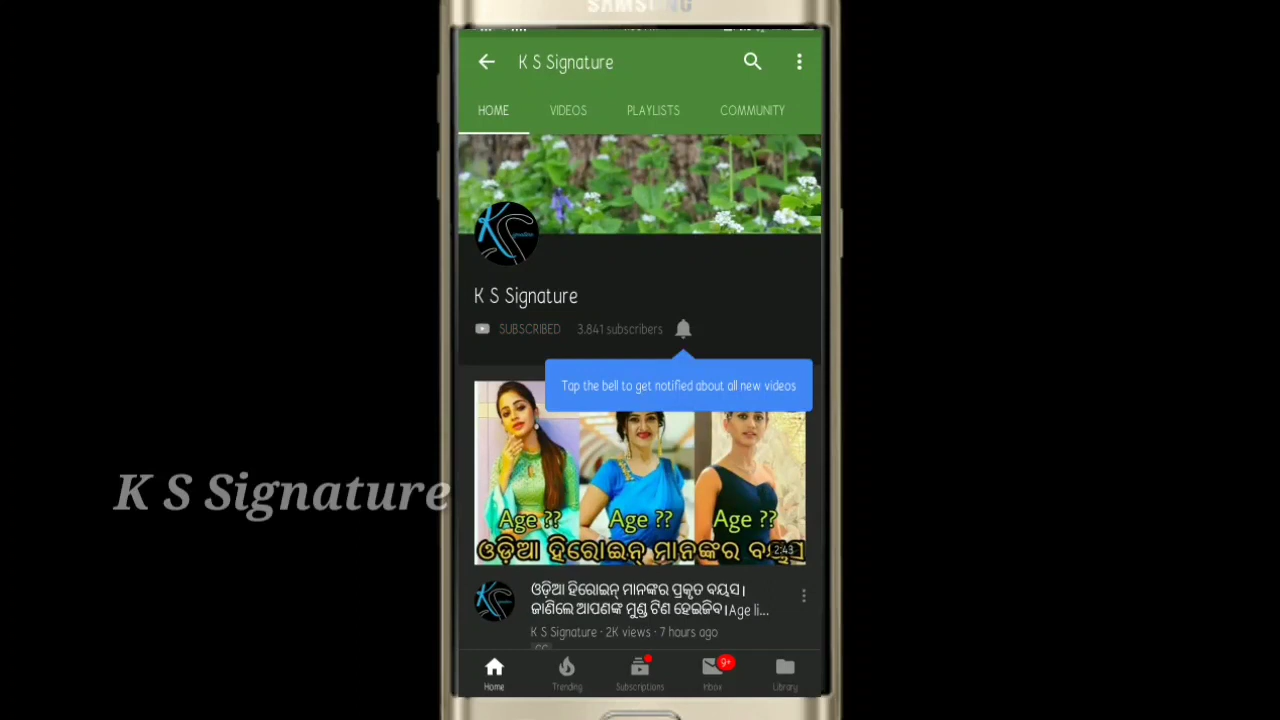 SAMSUNG
K S Signature
HOME VIDEOS PLAYLISTS COMMUNITY
K S Signature
SUBSCRIBED 3.841 subscribers
Tap the bell to get notified about all new videos
K S Signature
Age ?? Age ?? Age ??
ଓଡ଼ିଆ ହିରୋଇନ୍ ମାନଙ୍କର
2:43
ଓଡ଼ିଆ ହିରୋଇନ୍ ମାନଙ୍କର ପ୍ରକୃତ ବୟସ।
ଜାଣିଲେ ଆପଣଙ୍କ ମୁଣ୍ଡ ଟିଣ ହେଇଜିବ।Age li...
K S Signature · 2K views · 7 hours ago
CC
9+
Home Trending Subscriptions Inbox Library